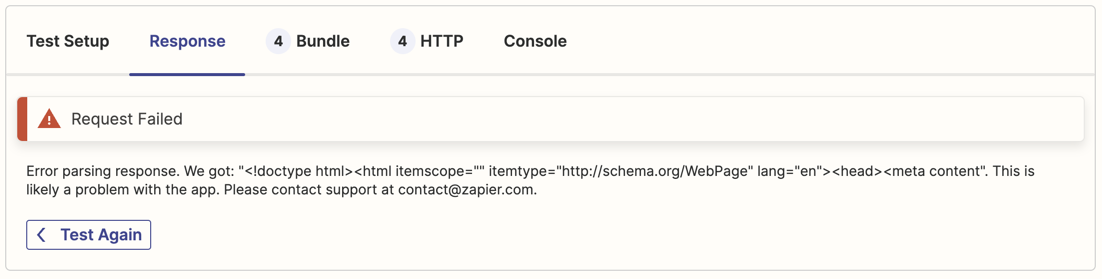 Test Setup Response 4 Bundle 4 HTTP Console
Request Failed
Error parsing response. We got: "<!doctype html><html itemscope="" itemtype="http://schema.org/WebPage" lang="en"><head><meta content". This is
likely a problem with the app. Please contact support at contact@zapier.com.
Test Again